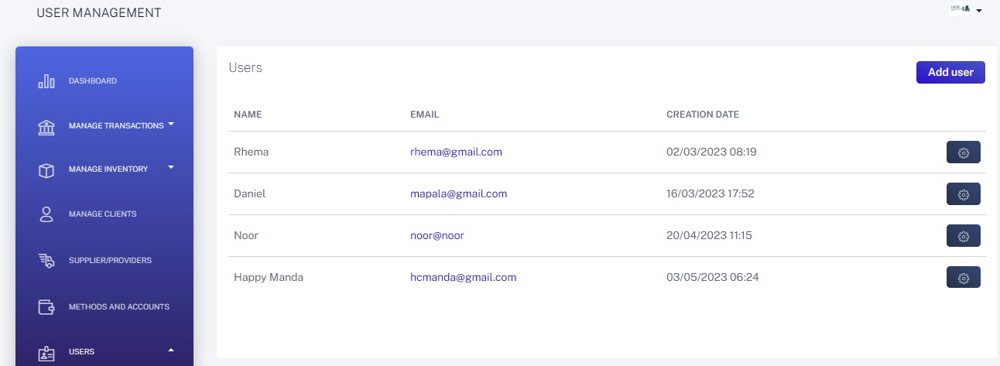 USER MANAGEMENT
DASHBOARD
MANAGE TRANSACTIONS
MANAGE INVENTORY
MANAGE CLIENTS
SUPPLIER/PROVIDERS
METHODS AND ACCOUNTS
USERS
Users
Add user
NAME EMAIL CREATION DATE
Rhema rhema@gmail.com 02/03/2023 08:19
Daniel mapala@gmail.com 16/03/2023 17:52
Noor noor@noor 20/04/2023 11:15
Happy Manda hcmanda@gmail.com 03/05/2023 06:24